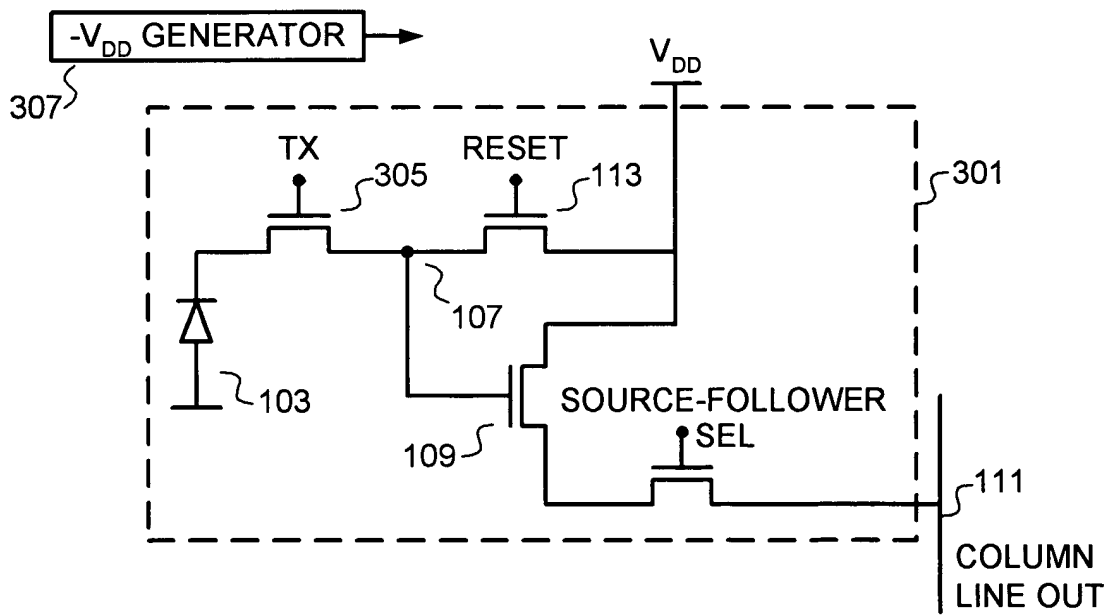 -VDD GENERATOR
307
VDD
TX
305
RESET
113
301
107
103
109
SOURCE-FOLLOWER
SEL
111
COLUMN
LINE OUT